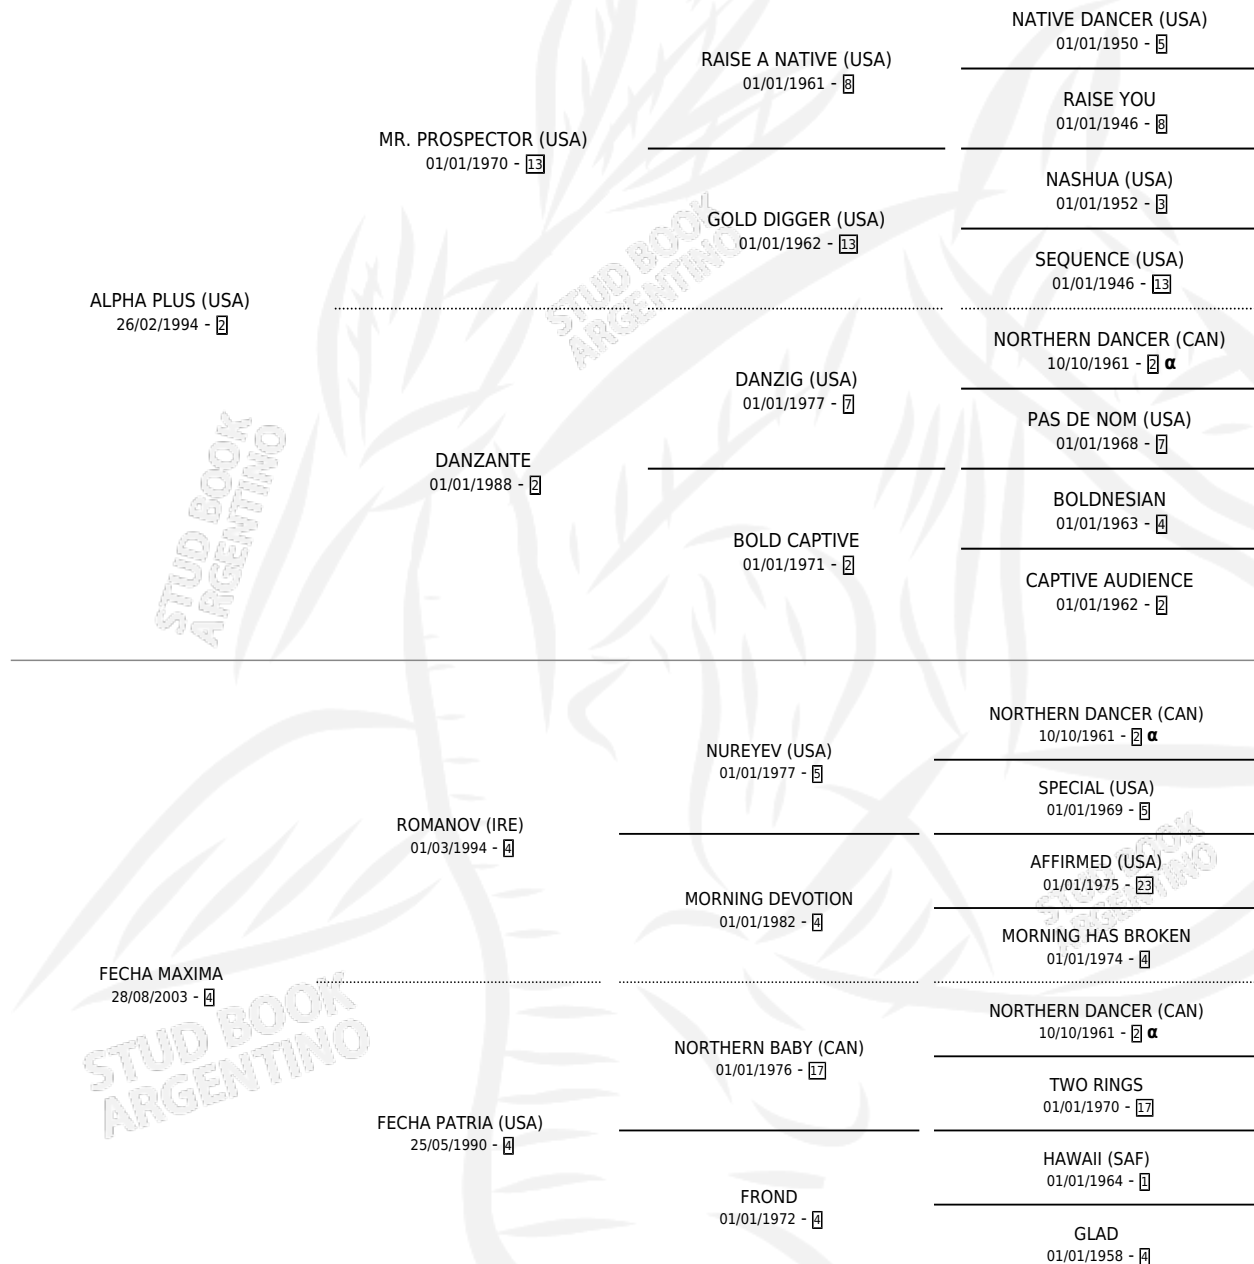 NATIVE DANCER (USA)
01/01/1950 - 5
RAISE A NATIVE (USA)
01/01/1961 - 8
RAISE YOU
01/01/1946 - 8
MR. PROSPECTOR (USA)
01/01/1970 - 13
NASHUA (USA)
01/01/1952 - 3
GOLD DIGGER (USA)
01/01/1962 - 13
SEQUENCE (USA)
01/01/1946 - 13
STUD BOOK
ARGENTINO
ALPHA PLUS (USA)
26/02/1994 - 2
NORTHERN DANCER (CAN)
10/10/1961 - 2 α
DANZIG (USA)
01/01/1977 - 7
PAS DE NOM (USA)
01/01/1968 - 7
DANZANTE
01/01/1988 - 2
BOLDNESIAN
01/01/1963 - 4
BOLD CAPTIVE
01/01/1971 - 2
CAPTIVE AUDIENCE
01/01/1962 - 2
STUD BOOK
ARGENTINO
NORTHERN DANCER (CAN)
10/10/1961 - 2 α
NUREYEV (USA)
01/01/1977 - 5
SPECIAL (USA)
01/01/1969 - 5
ROMANOV (IRE)
01/03/1994 - 4
AFFIRMED (USA)
01/01/1975 - 23
STUD BOOK
ARGENTINO
MORNING DEVOTION
01/01/1982 - 4
MORNING HAS BROKEN
01/01/1974 - 4
FECHA MAXIMA
28/08/2003 - 4
STUD BOOK
ARGENTINO
NORTHERN DANCER (CAN)
10/10/1961 - 2 α
NORTHERN BABY (CAN)
01/01/1976 - 17
TWO RINGS
01/01/1970 - 17
FECHA PATRIA (USA)
25/05/1990 - 4
HAWAII (SAF)
01/01/1964 - 1
FROND
01/01/1972 - 4
GLAD
01/01/1958 - 4